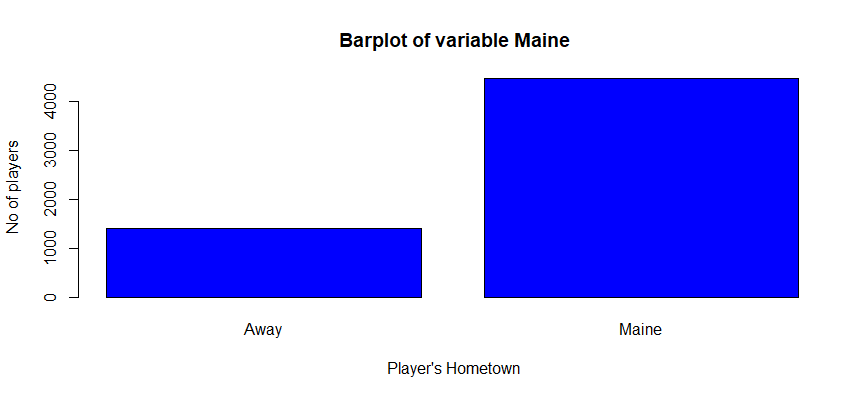 Barplot of variable Maine
No of players
4000
3000
2000
1000
0
Away
Maine
Player's Hometown